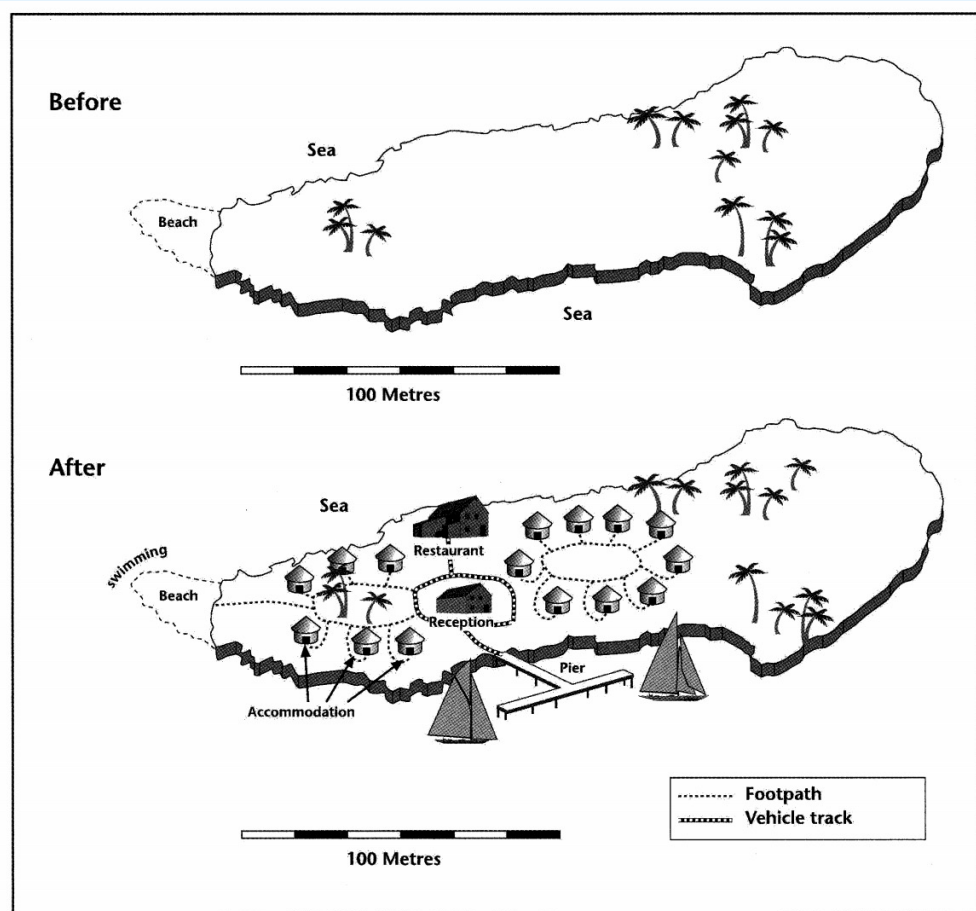 Before
Sea
Beach
Sea
100 Metres
After
Sea
Restaurant
swimming
Beach
Reception
Pier
Accommodation
Footpath
Vehicle track
100 Metres